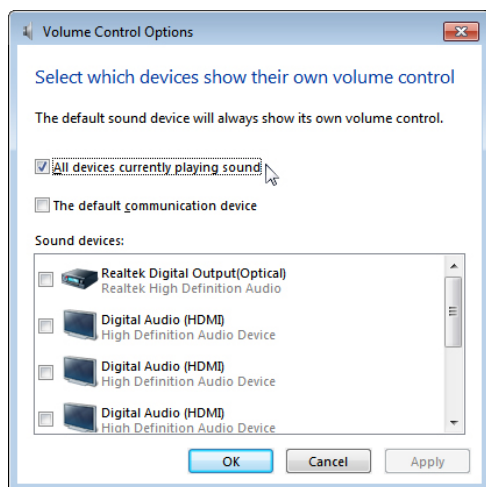 Volume Control Options
Select which devices show their own volume control
The default sound device will always show its own volume control.
All devices currently playing sound
The default communication device
Sound devices:
Realtek Digital Output(Optical)
Realtek High Definition Audio
Digital Audio (HDMI)
High Definition Audio Device
Digital Audio (HDMI)
High Definition Audio Device
Digital Audio (HDMI)
High Definition Audio Device
OK Cancel Apply